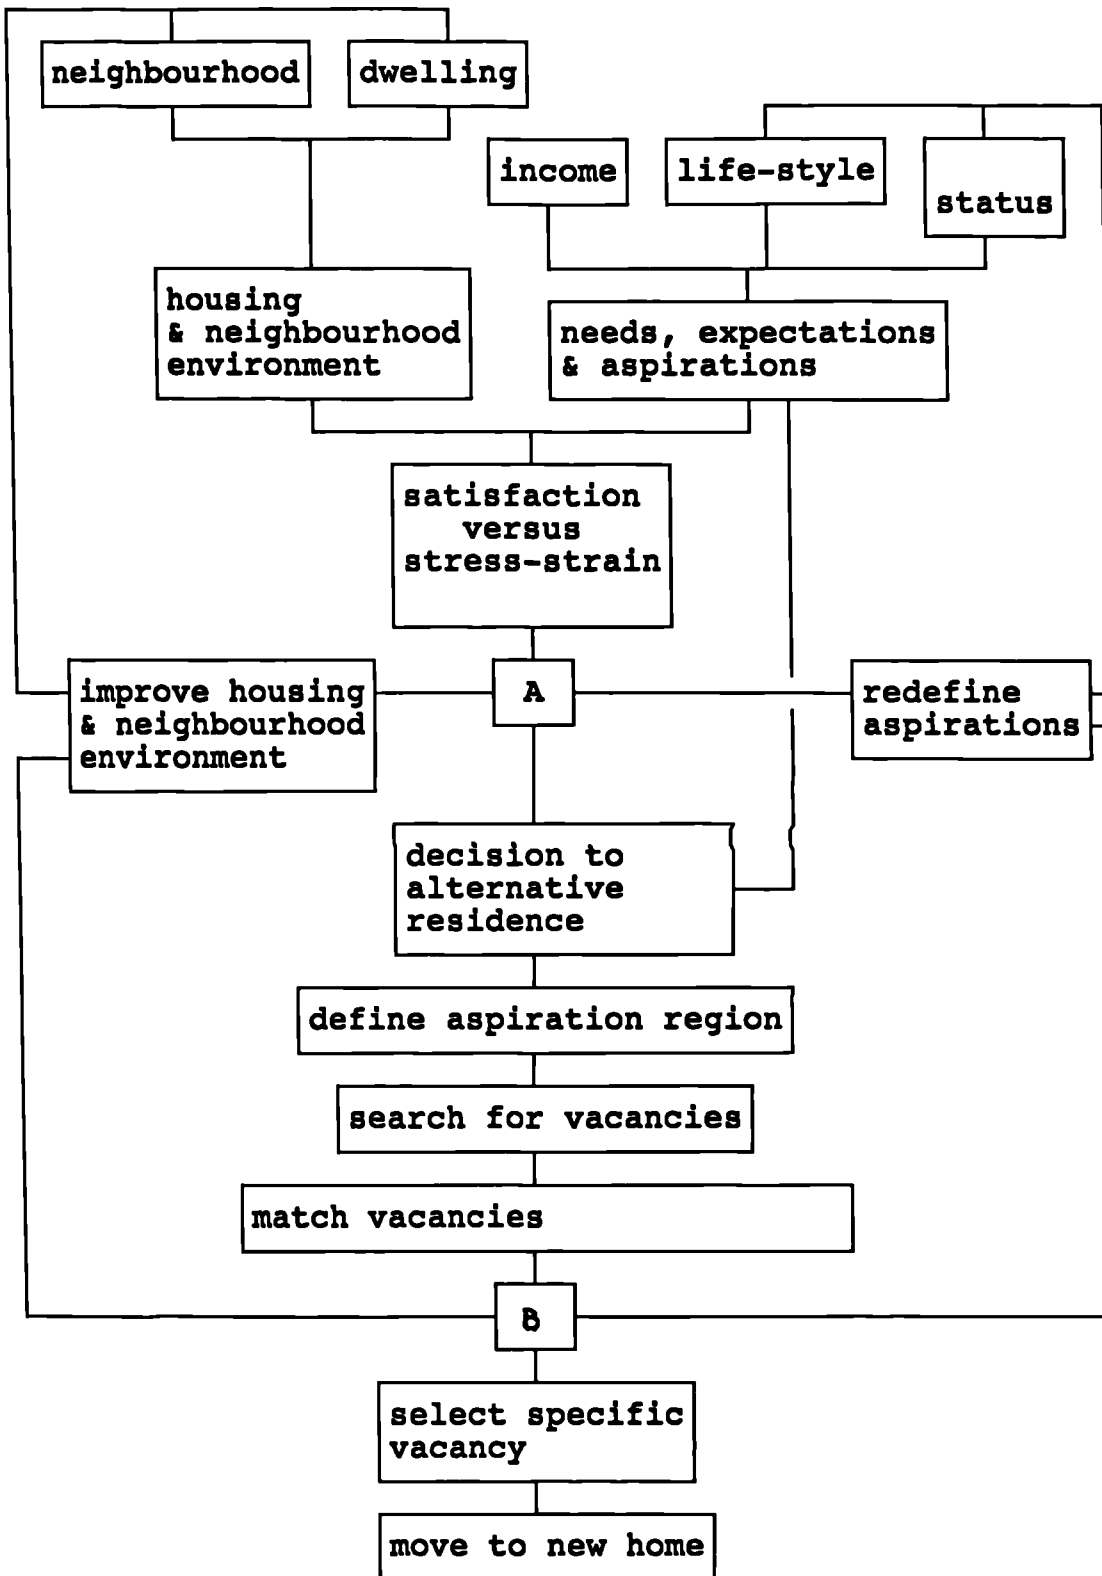 neighbourhood
dwelling
income
life-style
status
housing
& neighbourhood
environment
needs, expectations
& aspirations
satisfaction
versus
stress-strain
improve housing
& neighbourhood
environment
A
redefine
aspirations
decision to
alternative
residence
define aspiration region
search for vacancies
match vacancies
B
select specific
vacancy
move to new home